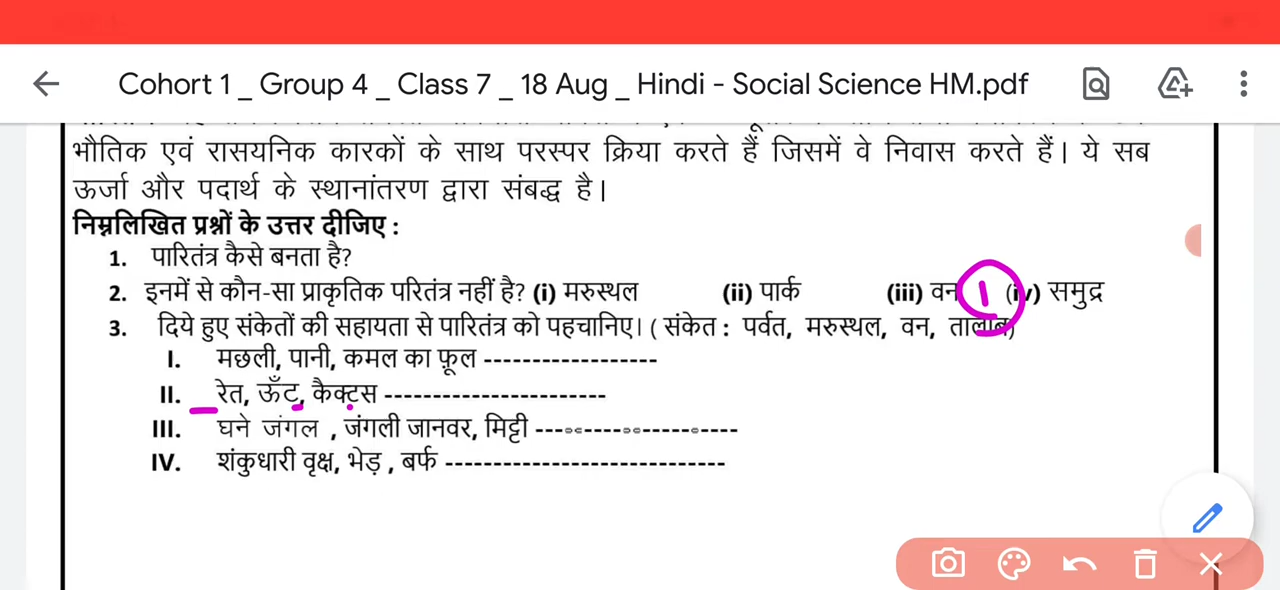 Cohort 1 _ Group 4 _ Class 7 _ 18 Aug _ Hindi - Social Science HM.pdf
भौतिक एवं रासयनिक कारकों के साथ परस्पर क्रिया करते हैं जिसमें वे निवास करते हैं। ये सब
ऊर्जा और पदार्थ के स्थानांतरण द्वारा संबद्ध है।
निम्नलिखित प्रश्नों के उत्तर दीजिए :
1. पारितंत्र कैसे बनता है?
2. इनमें से कौन-सा प्राकृतिक परितंत्र नहीं है? (i) मरुस्थल (ii) पार्क (iii) वन 1 (iv) समुद्र
3. दिये हुए संकेतों की सहायता से पारितंत्र को पहचानिए। ( संकेत : पर्वत, मरुस्थल, वन, तालाब)
I. मछली, पानी, कमल का फ़ूल ------------------
II. रेत, ऊँट, कैक्टस -----------------------
III. घने जंगल , जंगली जानवर, मिट्टी ---------------------
IV. शंकुधारी वृक्ष, भेड़ , बर्फ -----------------------------